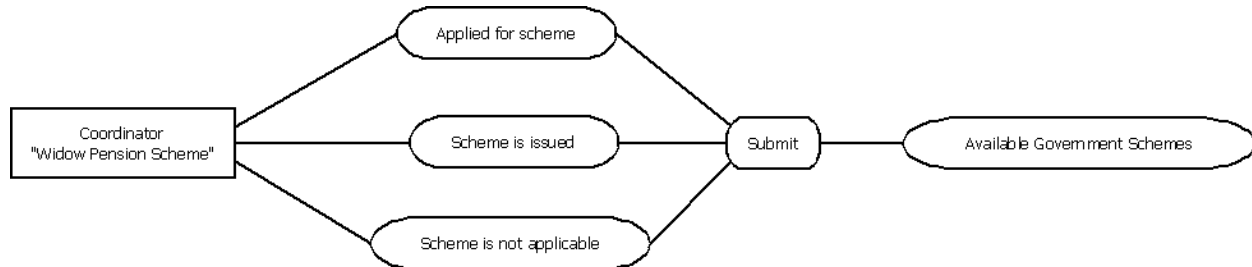 Applied for scheme
Coordinator
"Widow Pension Scheme"
Scheme is issued
Submit
Available Government Schemes
Scheme is not applicable